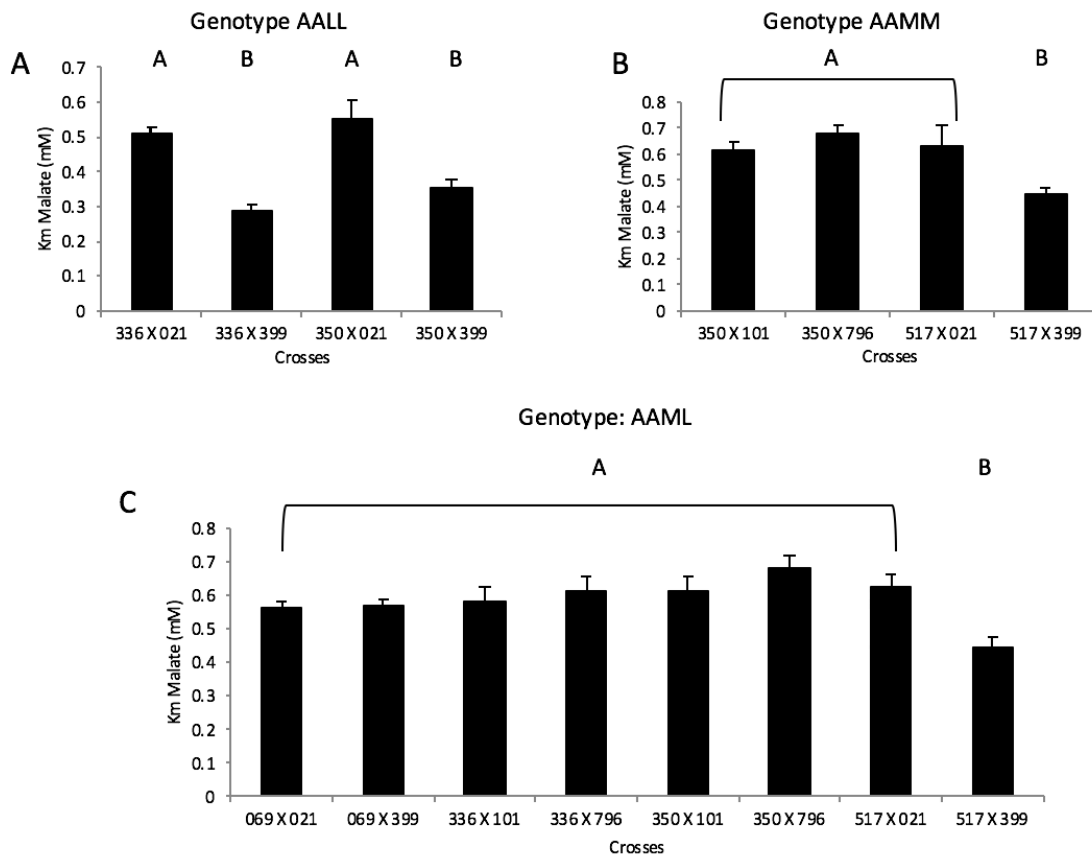 Genotype AALL
A
A B A B
Km Malate (mM)
0.7
0.6
0.5
0.4
0.3
0.2
0.1
0
336 X 021 336 X 399 350 X 021 350 X 399
Crosses
Genotype AAMM
B
A B
Km Malate (mM)
0.8
0.7
0.6
0.5
0.4
0.3
0.2
0.1
0
350 X 101 350 X 796 517 X 021 517 X 399
Crosses
Genotype: AAML
A B
C
Km Malate (mM)
0.8
0.7
0.6
0.5
0.4
0.3
0.2
0.1
0
069 X 021 069 X 399 336 X 101 336 X 796 350 X 101 350 X 796 517 X 021 517 X 399
Crosses